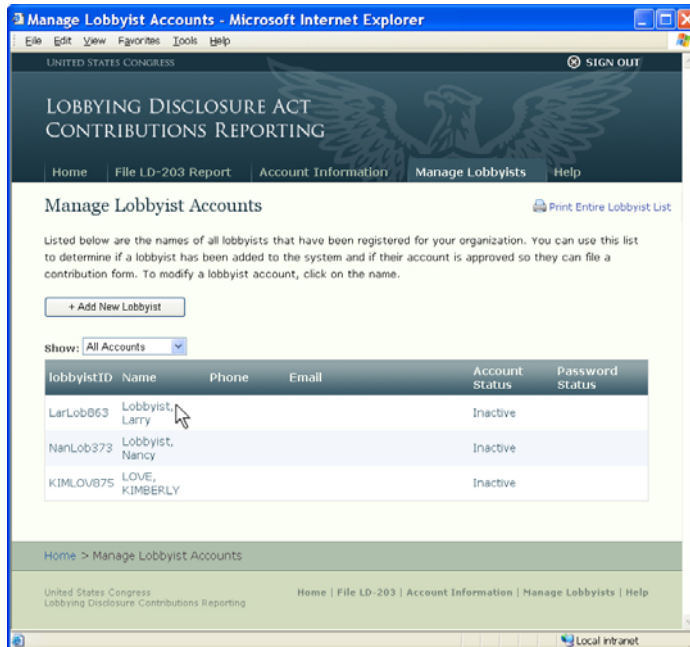 Manage Lobbyist Accounts - Microsoft Internet Explorer
File Edit View Favorites Tools Help
UNITED STATES CONGRESS
SIGN OUT
LOBBYING DISCLOSURE ACT
CONTRIBUTIONS REPORTING
Home File LD-203 Report Account Information Manage Lobbyists Help
Manage Lobbyist Accounts
Print Entire Lobbyist List
Listed below are the names of all lobbyists that have been registered for your organization. You can use this list
to determine if a lobbyist has been added to the system and if their account is approved so they can file a
contribution form. To modify a lobbyist account, click on the name.
+ Add New Lobbyist
Show: All Accounts
lobbyistID Name Phone Email Account Status Password Status
LarLob863 Lobbyist, Larry Inactive
NanLob373 Lobbyist, Nancy Inactive
KIMLOV875 LOVE, KIMBERLY Inactive
Home > Manage Lobbyist Accounts
United States Congress
Lobbying Disclosure Contributions Reporting
Home | File LD-203 | Account Information | Manage Lobbyists | Help
Local intranet